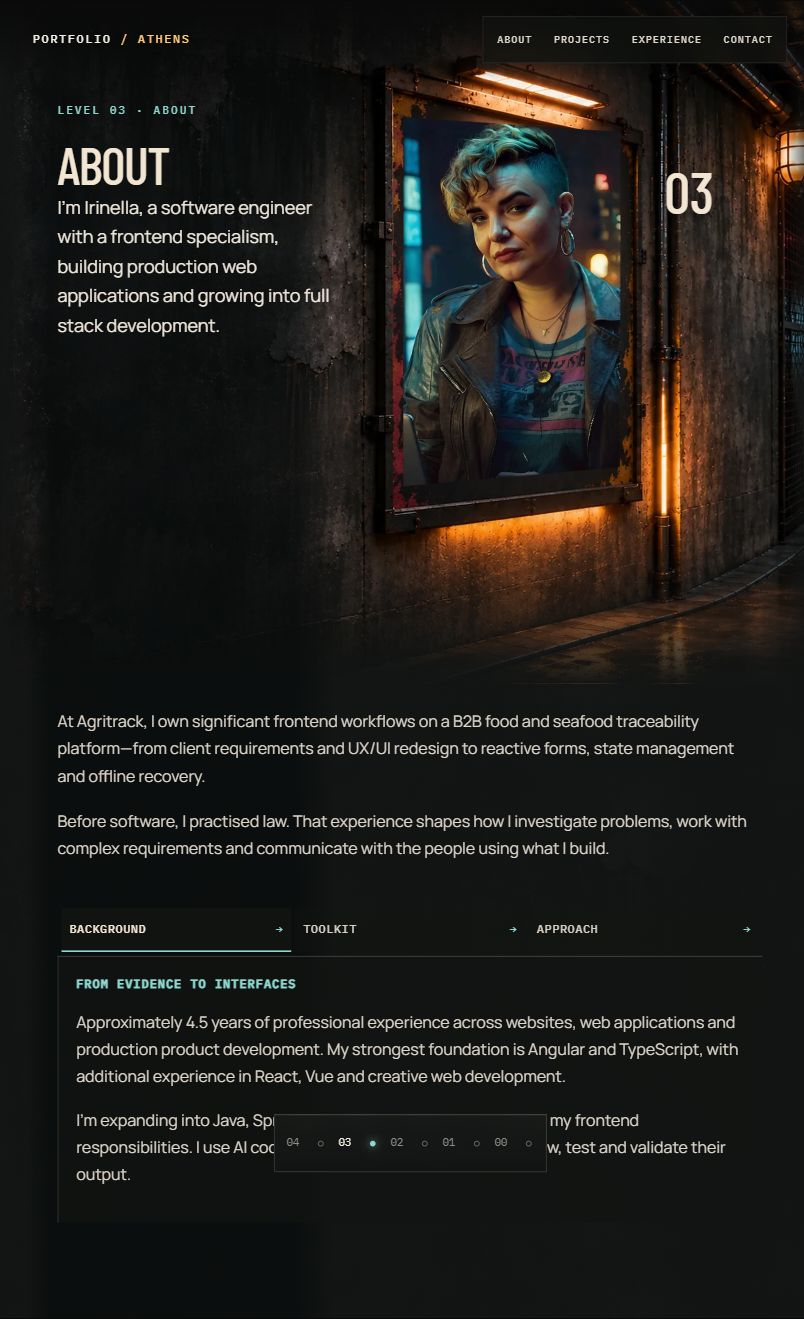 PORTFOLIO / ATHENS
ABOUT PROJECTS EXPERIENCE CONTACT
LEVEL 03 · ABOUT
ABOUT
03
I'm Irinella, a software engineer
with a frontend specialism,
building production web
applications and growing into full
stack development.
At Agritrack, I own significant frontend workflows on a B2B food and seafood traceability
platform—from client requirements and UX/UI redesign to reactive forms, state management
and offline recovery.
Before software, I practised law. That experience shapes how I investigate problems, work with
complex requirements and communicate with the people using what I build.
BACKGROUND → TOOLKIT → APPROACH →
FROM EVIDENCE TO INTERFACES
Approximately 4.5 years of professional experience across websites, web applications and
production product development. My strongest foundation is Angular and TypeScript, with
additional experience in React, Vue and creative web development.
I'm expanding into Java, my frontend
responsibilities. I use AI test and validate their
output.
04 03 02 01 00